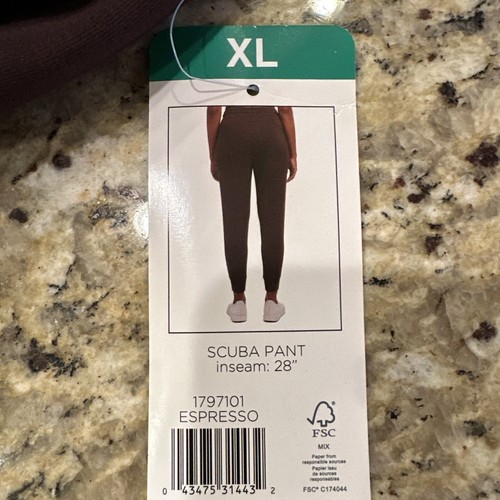 XL
SCUBA PANT
inseam: 28"
1797101
ESPRESSO
FSC
MIX
Paper from
responsible sources
Papier issu
de sources
responsables
FSC® C174044
0 43475 31443 2